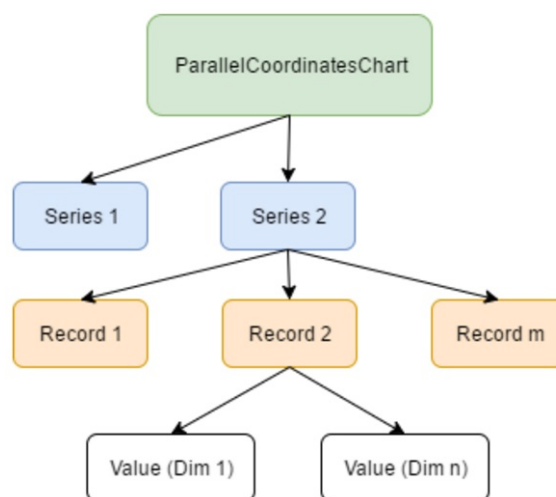 ParallelCoordinatesChart
Series 1
Series 2
Record 1
Record 2
Record m
Value (Dim 1)
Value (Dim n)